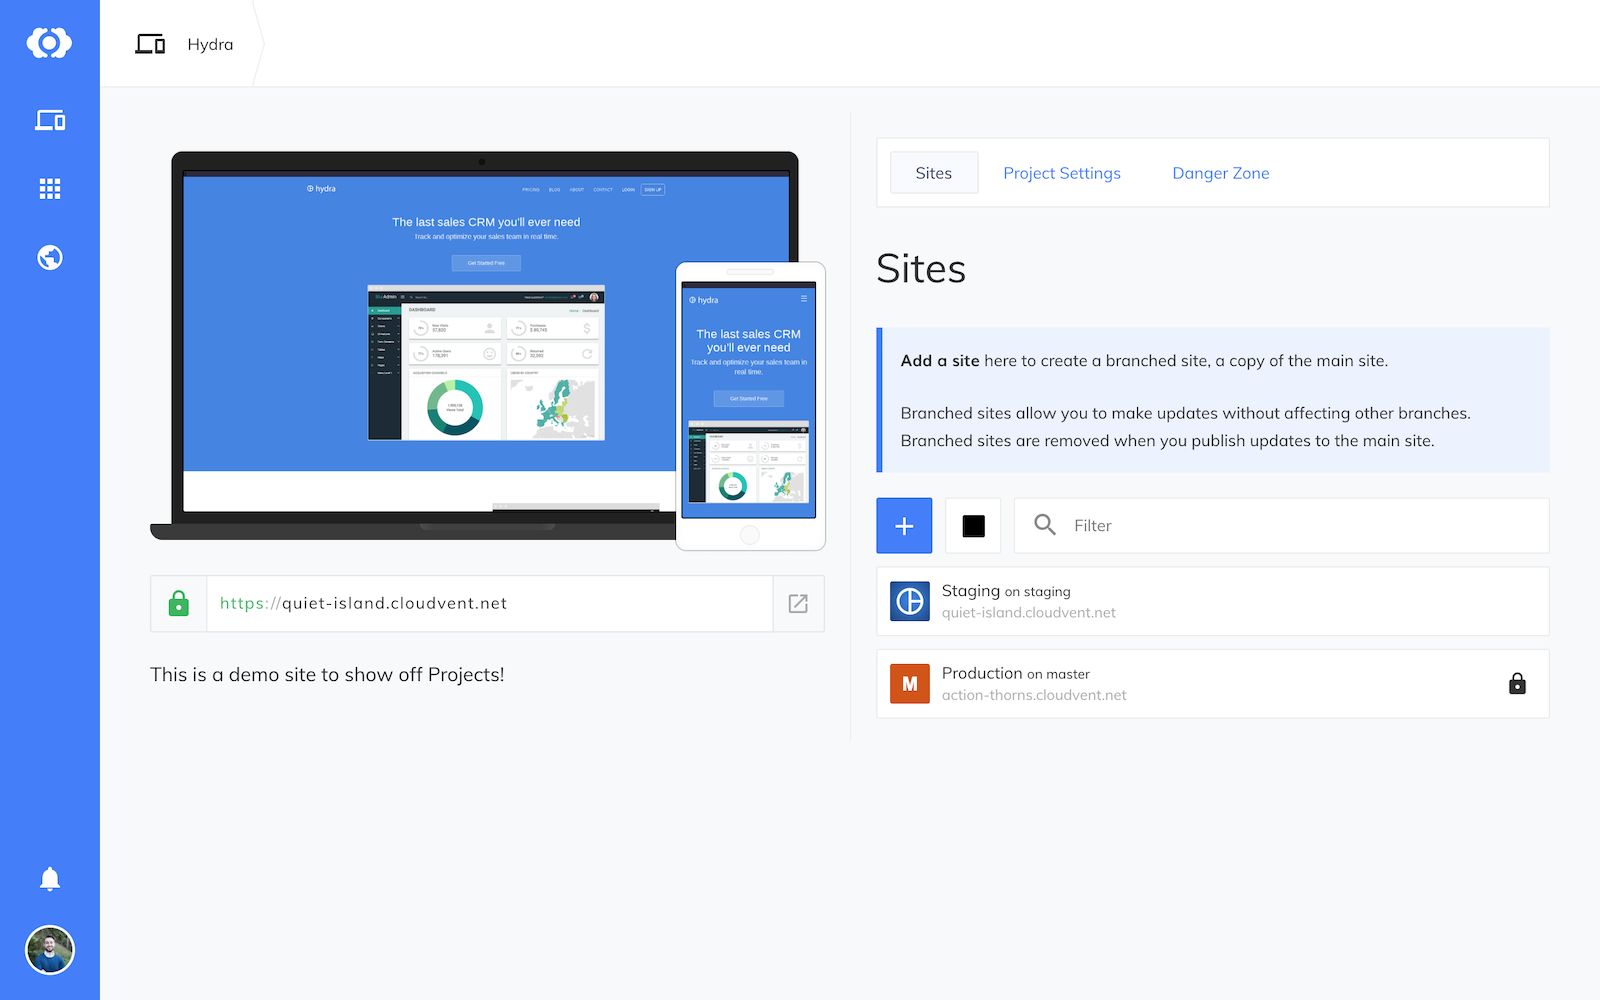 Hydra
hydra
PRICING BLOG ABOUT CONTACT LOGIN SIGN UP
The last sales CRM you'll ever need
Track and optimize your sales team in real time.
Get Started Free
DASHBOARD
hydra
The last sales CRM
you'll ever need
Track and optimize your sales team in
real time.
Get Started Free
https://quiet-island.cloudvent.net
This is a demo site to show off Projects!
Sites
Project Settings
Danger Zone
Sites
Add a site here to create a branched site, a copy of the main site.
Branched sites allow you to make updates without affecting other branches.
Branched sites are removed when you publish updates to the main site.
Filter
Staging on staging
quiet-island.cloudvent.net
M
Production on master
action-thorns.cloudvent.net